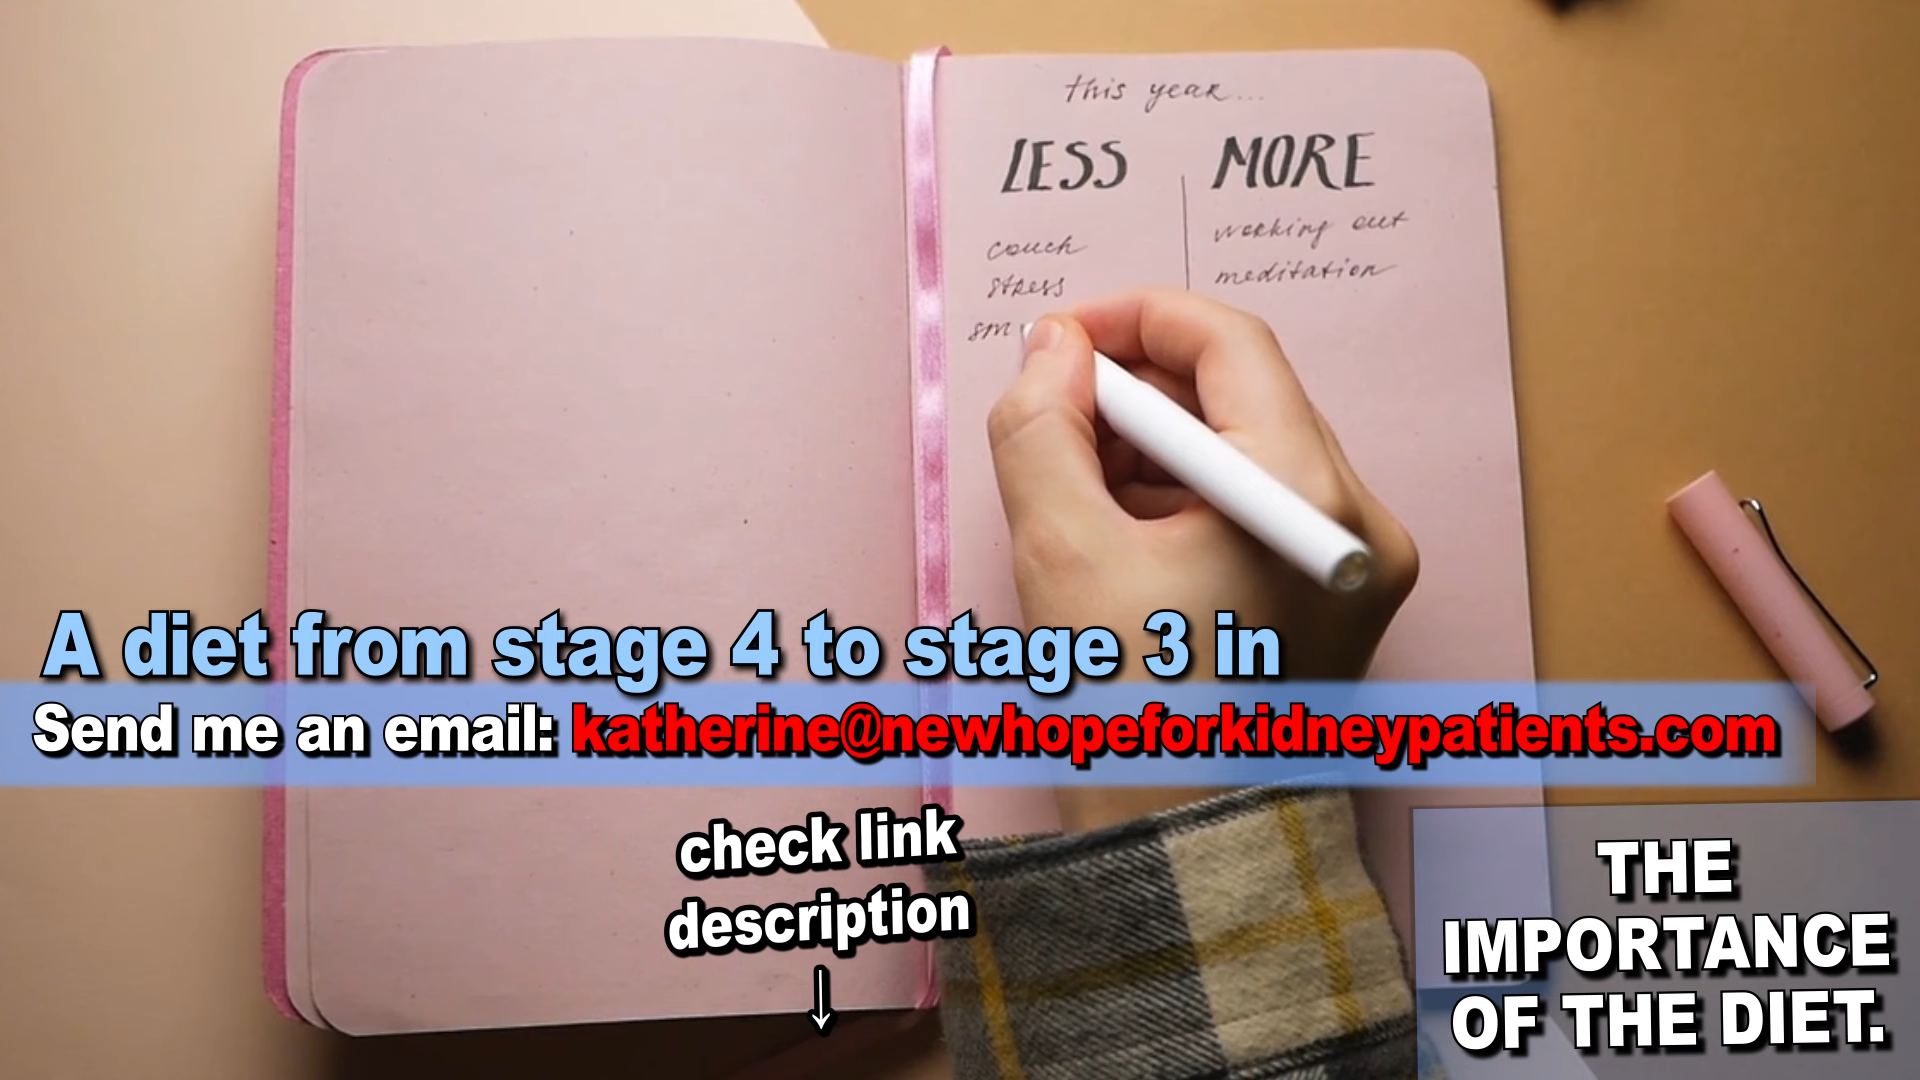 this year...
LESS MORE
couch working out
stress meditation
sm
A diet from stage 4 to stage 3 in
Send me an email: katherine@newhopeforkidneypatients.com
check link
description
↓
THE
IMPORTANCE
OF THE DIET.